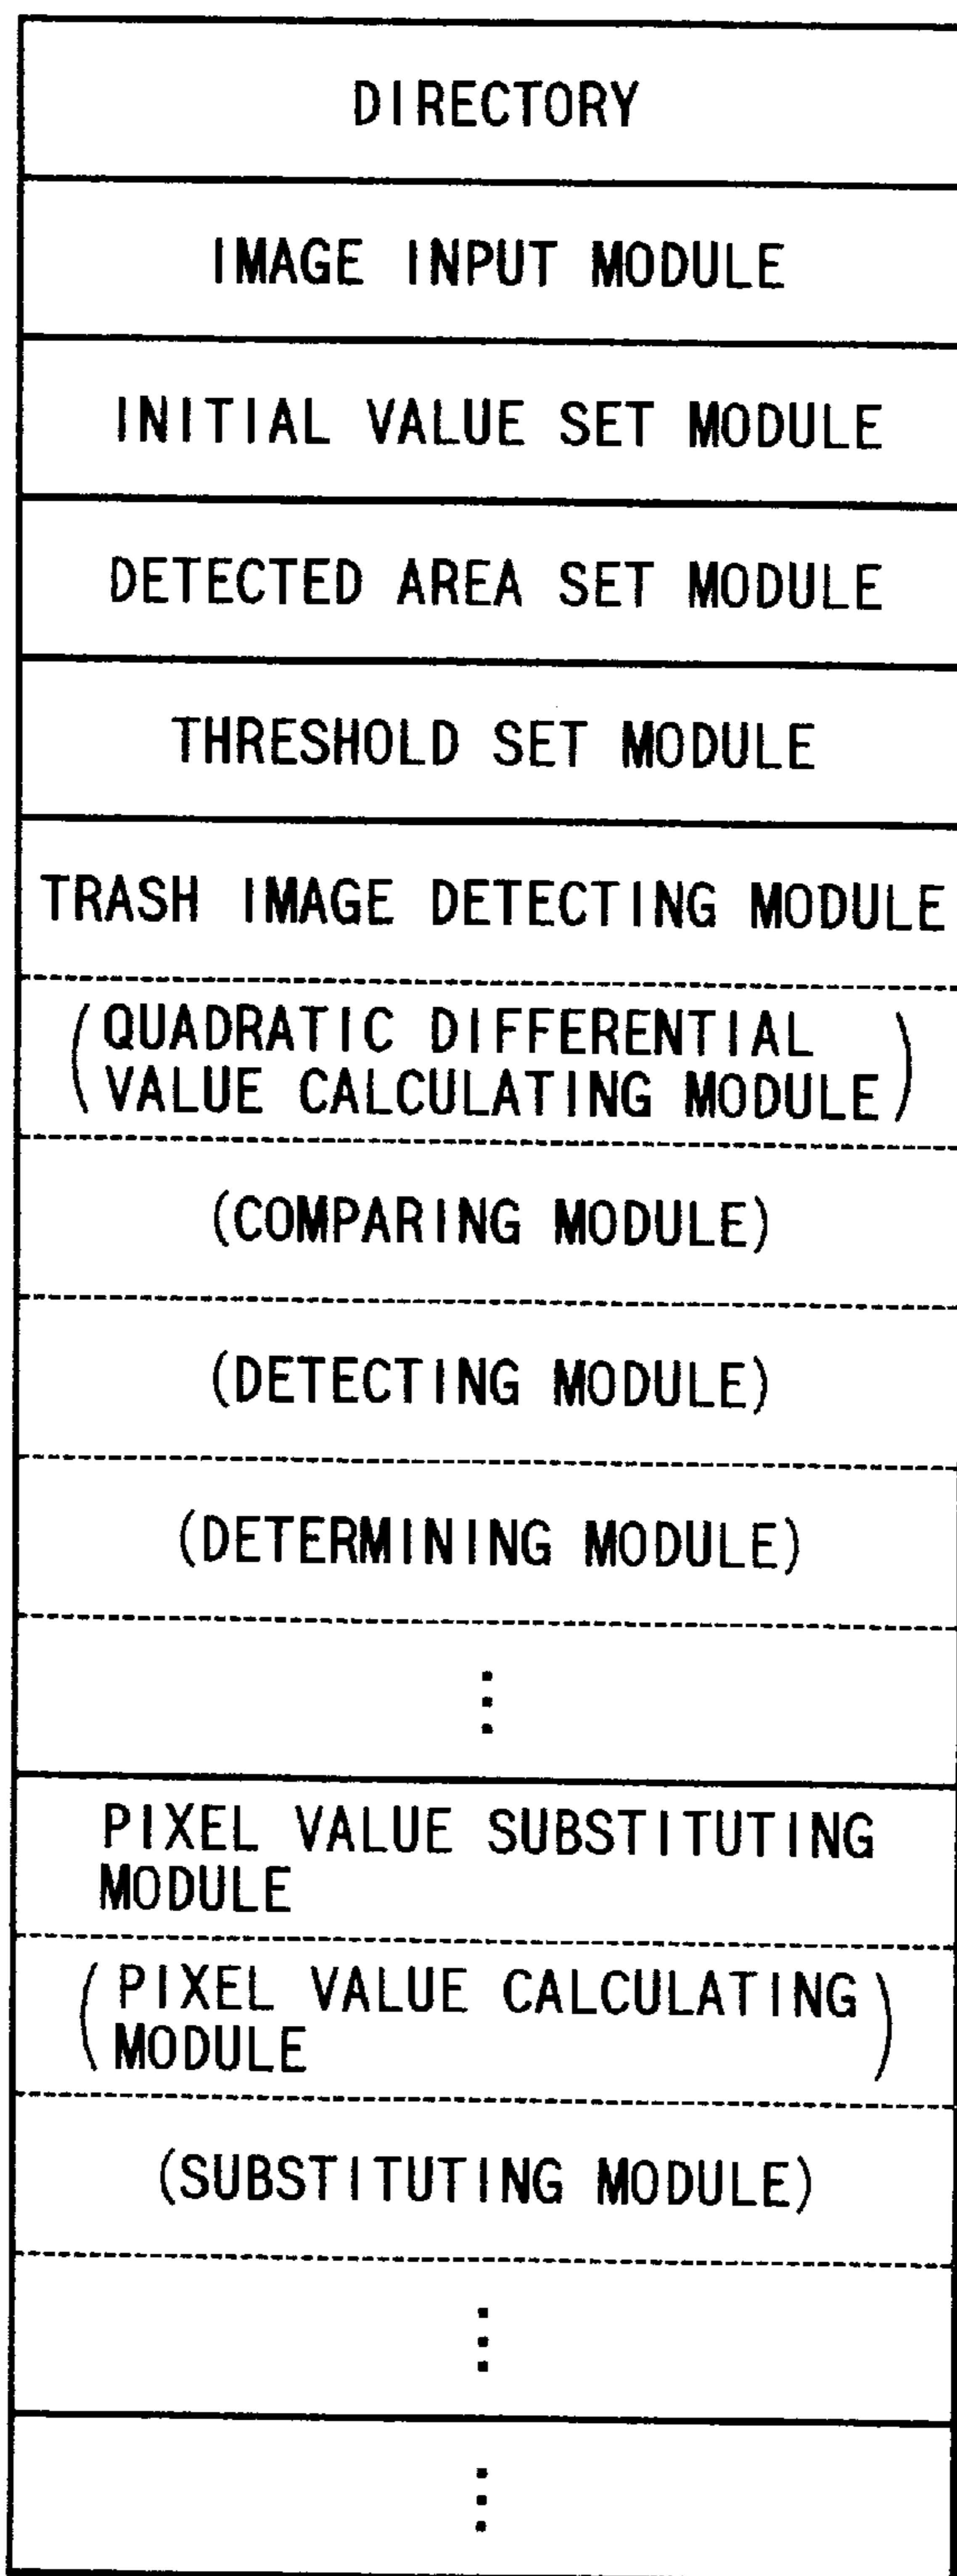 DIRECTORY
IMAGE INPUT MODULE
INITIAL VALUE SET MODULE
DETECTED AREA SET MODULE
THRESHOLD SET MODULE
TRASH IMAGE DETECTING MODULE
(QUADRATIC DIFFERENTIAL
VALUE CALCULATING MODULE)
(COMPARING MODULE)
(DETECTING MODULE)
(DETERMINING MODULE)
⋮
PIXEL VALUE SUBSTITUTING
MODULE
(PIXEL VALUE CALCULATING
MODULE)
(SUBSTITUTING MODULE)
⋮
⋮